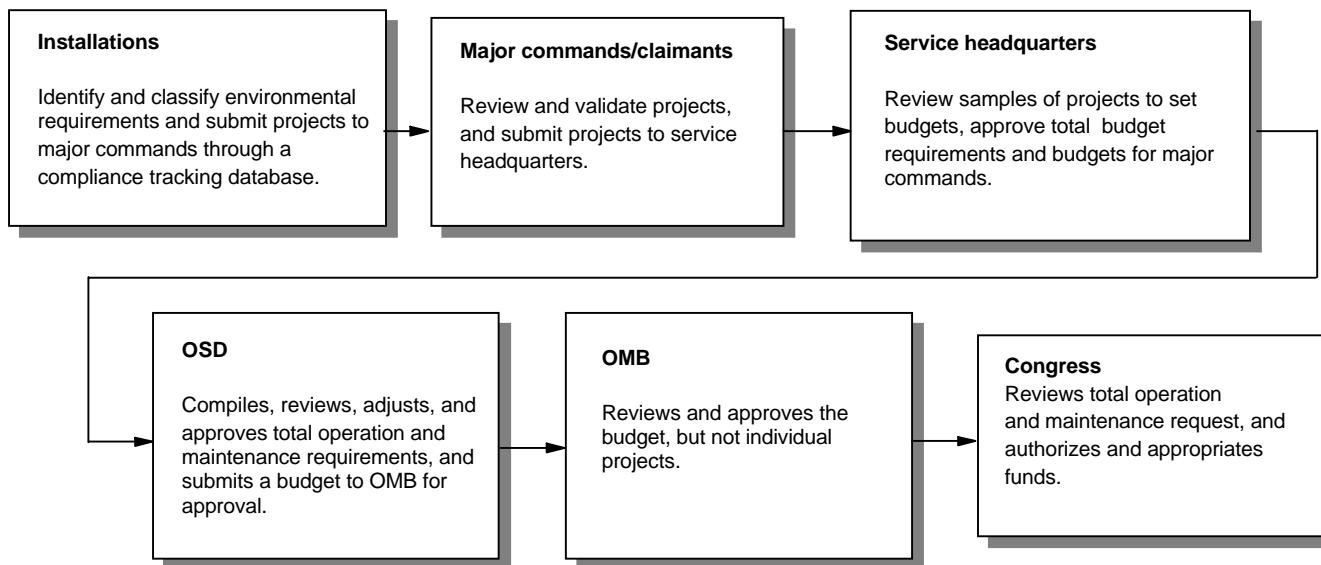 Installations
Identify and classify environmental
requirements and submit projects to
major commands through a
compliance tracking database.
Major commands/claimants
Review and validate projects,
and submit projects to service
headquarters.
Service headquarters
Review samples of projects to set
budgets, approve total budget
requirements and budgets for major
commands.
OSD
Compiles, reviews, adjusts, and
approves total operation and
maintenance requirements, and
submits a budget to OMB for
approval.
OMB
Reviews and approves the
budget, but not individual
projects.
Congress
Reviews total operation
and maintenance request, and
authorizes and appropriates
funds.